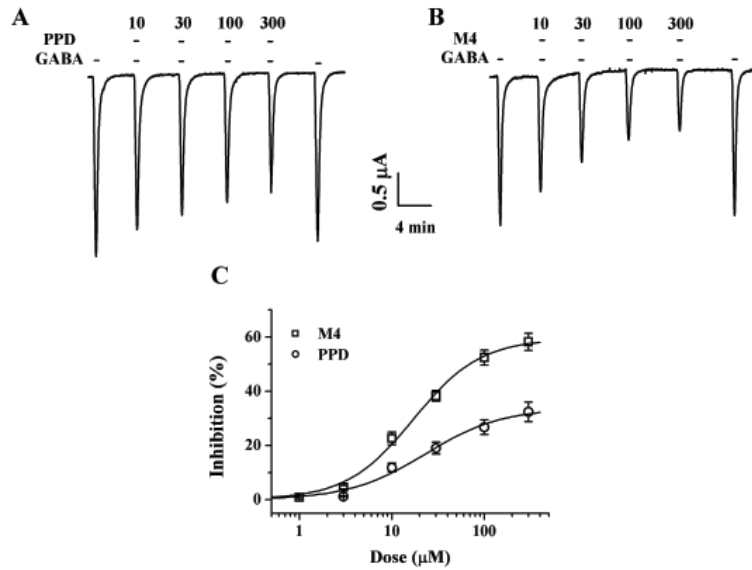 A
10 30 100 300
PPD - - - -
GABA - - - - - -
B
10 30 100 300
M4 - - - -
GABA - - - - - -
0.5 μA
4 min
C
M4
PPD
60
40
20
0
Inhibition (%)
1 10 100
Dose (μM)